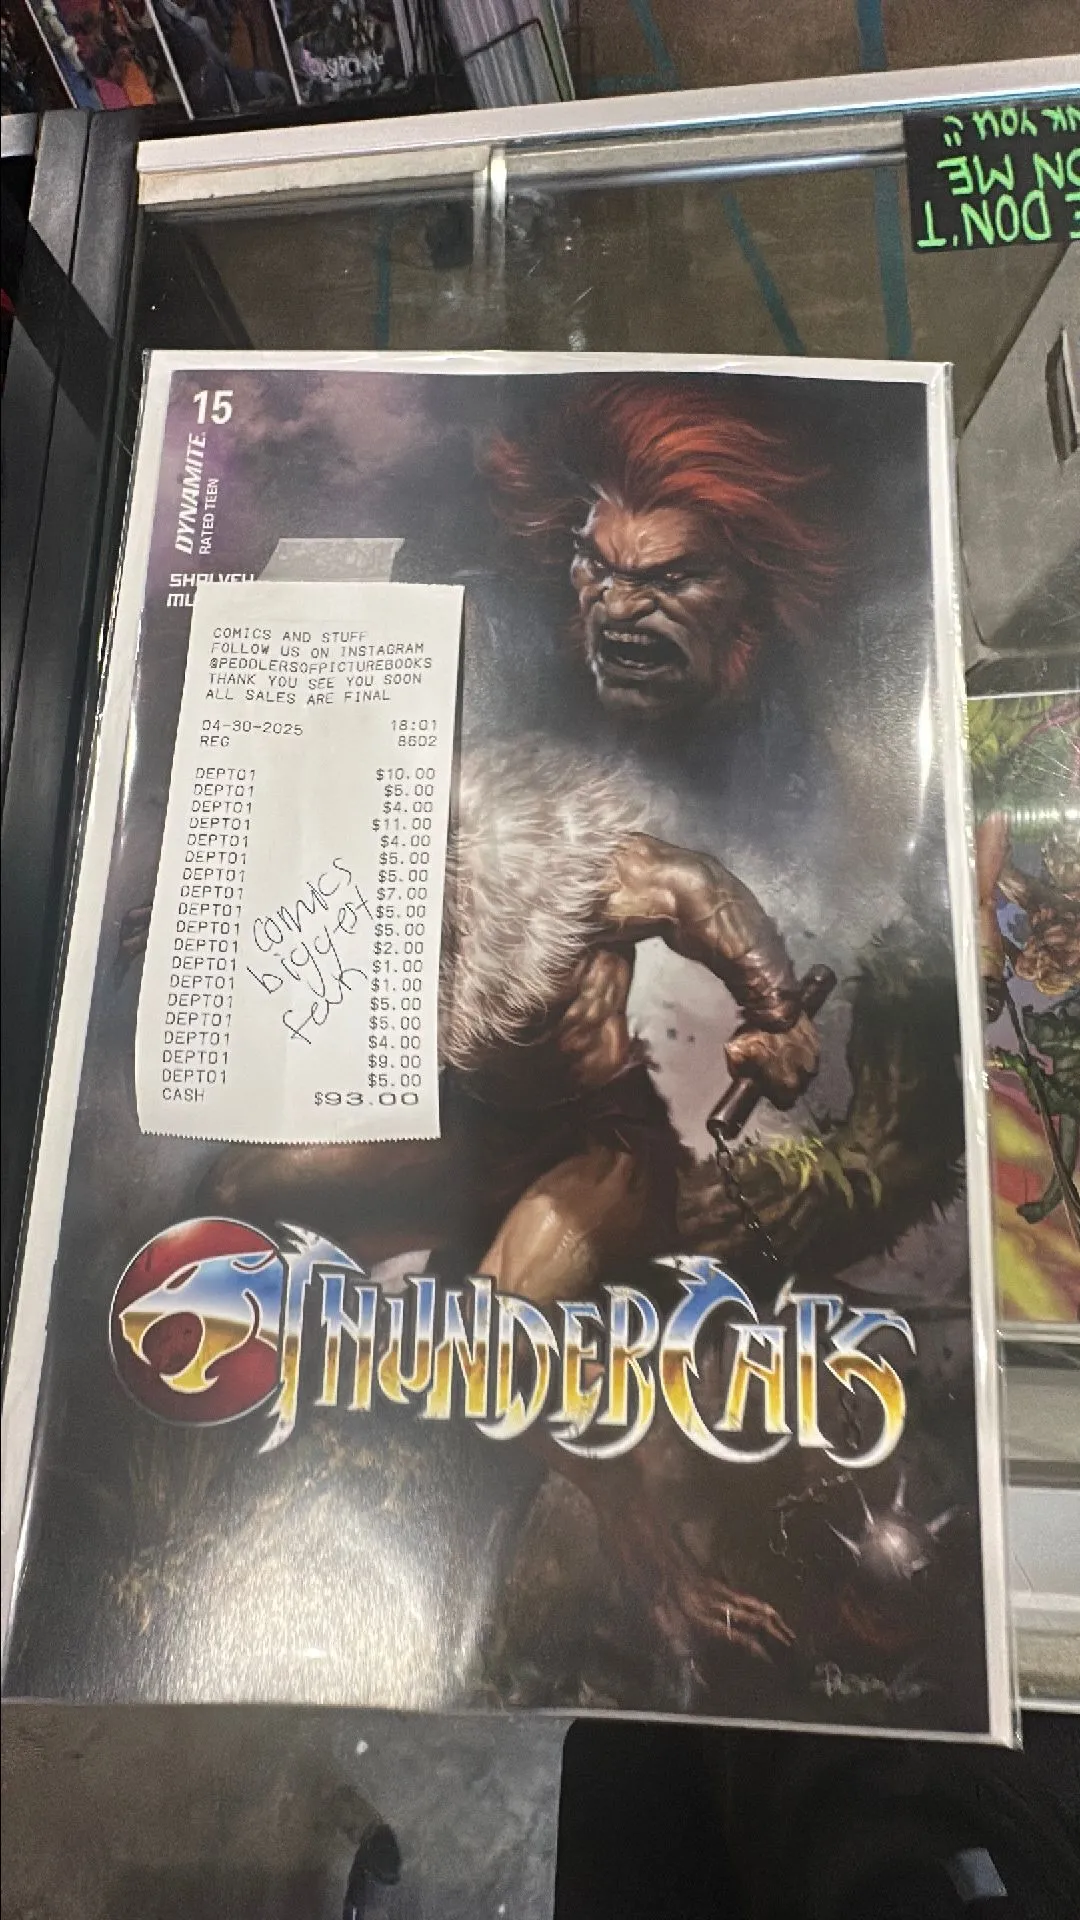 NK YOU
ON ME
E DON'T
15
DYNAMITE
RATED TEEN
SHALVEY
COMICS AND STUFF
FOLLOW US ON INSTAGRAM
@PEDDLERSOFPICTUREBOOKS
THANK YOU SEE YOU SOON
ALL SALES ARE FINAL
04-30-2025 18:01
REG 8602
DEPT01 $10.00
DEPT01 $5.00
DEPT01 $4.00
DEPT01 $11.00
DEPT01 $4.00
DEPT01 $5.00
DEPT01 $5.00
DEPT01 $7.00
DEPT01 $5.00
DEPT01 $5.00
DEPT01 $2.00
DEPT01 $1.00
DEPT01 $1.00
DEPT01 $5.00
DEPT01 $5.00
DEPT01 $4.00
DEPT01 $9.00
DEPT01 $5.00
CASH $93.00
comics
biggest
fan
THUNDERCATS